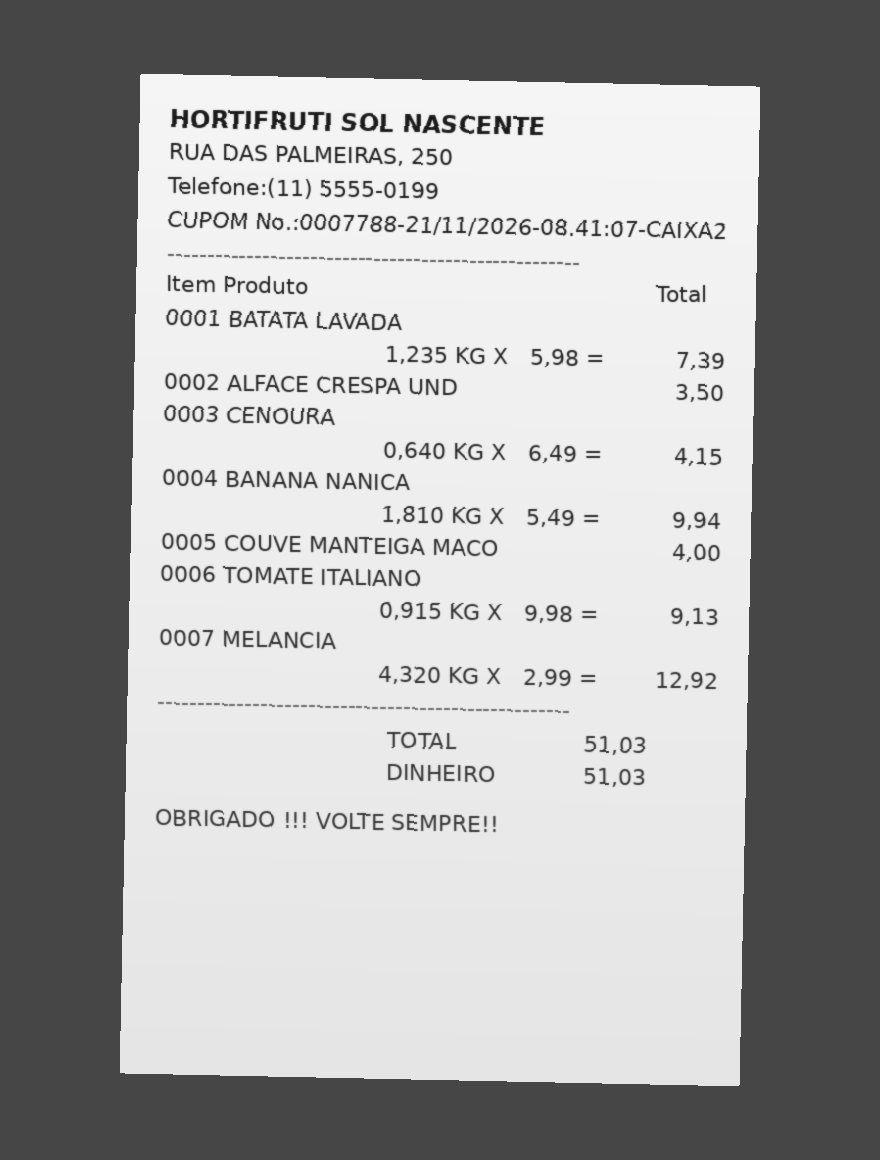 HORTIFRUTI SOL NASCENTE
RUA DAS PALMEIRAS, 250
Telefone:(11) 5555-0199
CUPOM No.:0007788-21/11/2026-08.41:07-CAIXA2
----------------------------------------------------
Item Produto Total
0001 BATATA LAVADA
1,235 KG X 5,98 = 7,39
0002 ALFACE CRESPA UND 3,50
0003 CENOURA
0,640 KG X 6,49 = 4,15
0004 BANANA NANICA
1,810 KG X 5,49 = 9,94
0005 COUVE MANTEIGA MACO 4,00
0006 TOMATE ITALIANO
0,915 KG X 9,98 = 9,13
0007 MELANCIA
4,320 KG X 2,99 = 12,92
----------------------------------------------------
TOTAL 51,03
DINHEIRO 51,03
OBRIGADO !!! VOLTE SEMPRE!!